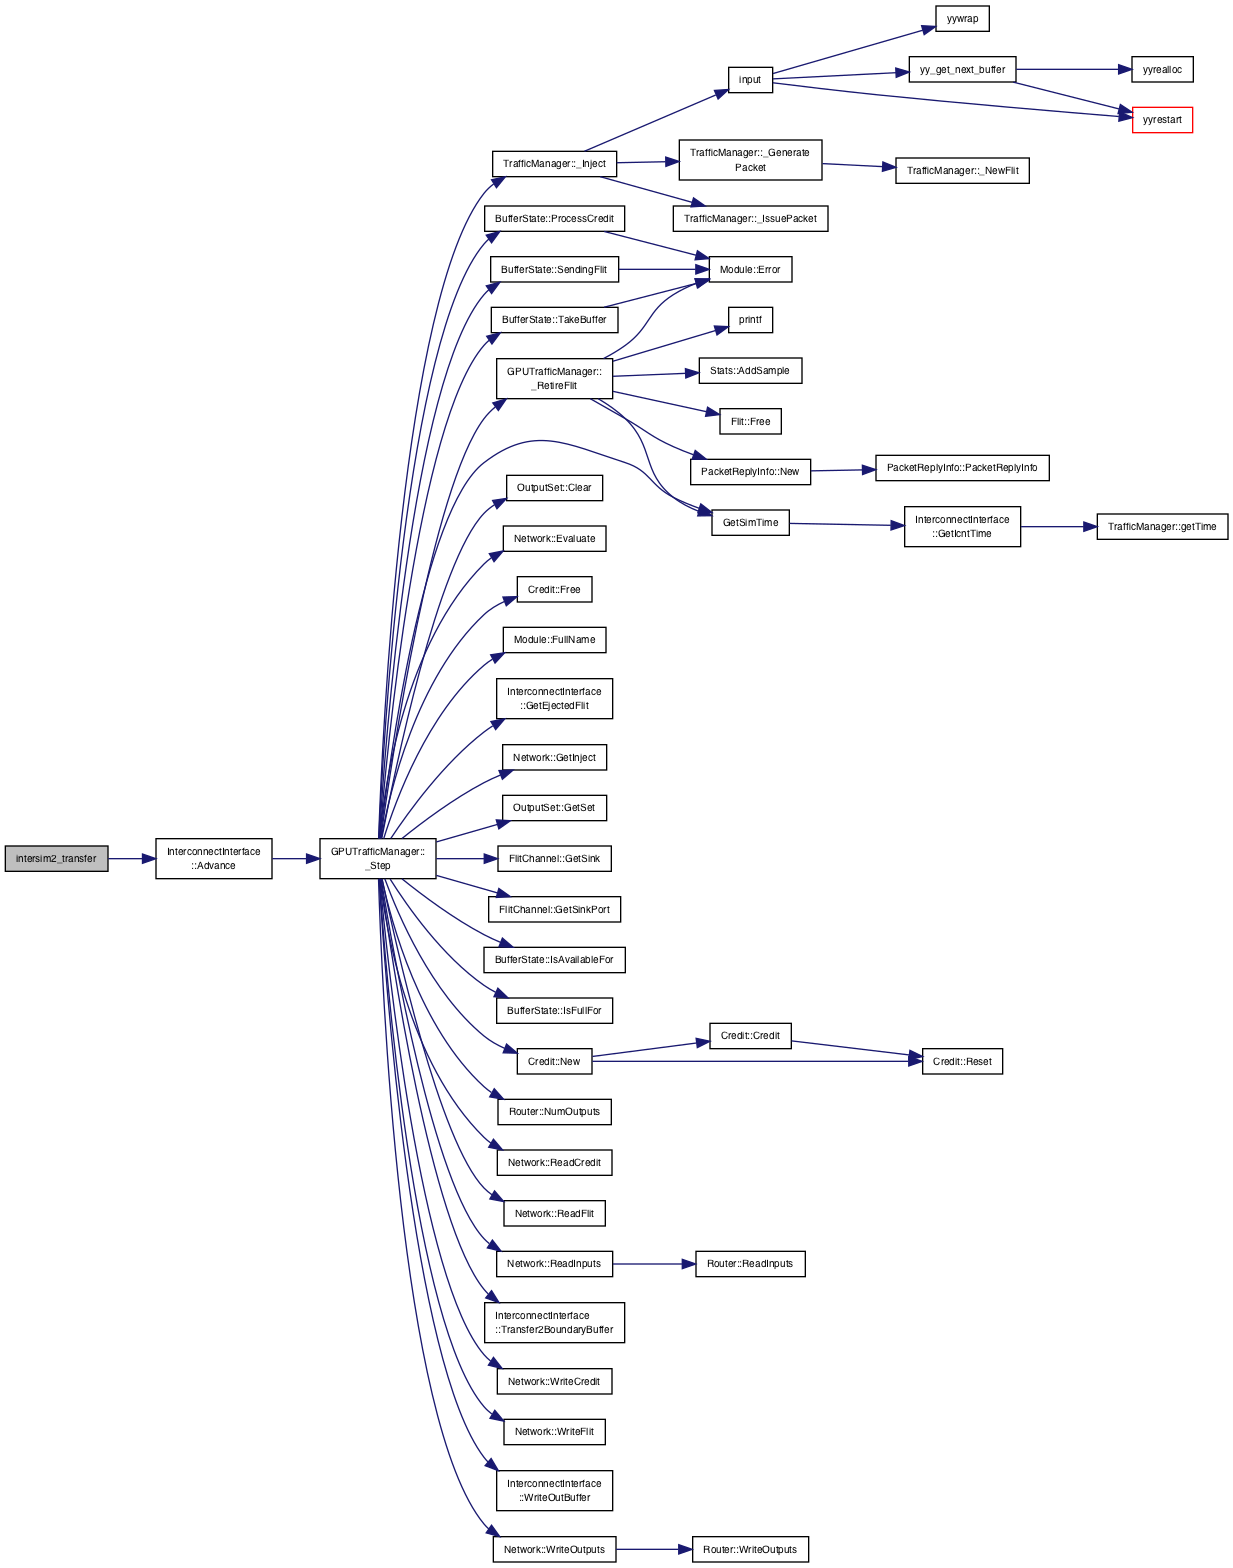 yywrap
yy_get_next_buffer
yyrealloc
input
yyrestart
TrafficManager::_Inject
TrafficManager::_Generate
Packet
TrafficManager::_NewFlit
TrafficManager::_IssuePacket
BufferState::ProcessCredit
BufferState::SendingFlit
Module::Error
BufferState::TakeBuffer
printf
GPUTrafficManager::
_RetireFlit
Stats::AddSample
Flit::Free
PacketReplyInfo::New
PacketReplyInfo::PacketReplyInfo
OutputSet::Clear
GetSimTime
InterconnectInterface
::GetIcntTime
TrafficManager::getTime
Network::Evaluate
Credit::Free
Module::FullName
InterconnectInterface
::GetEjectedFlit
Network::GetInject
OutputSet::GetSet
intersim2_transfer
InterconnectInterface
::Advance
GPUTrafficManager::
_Step
FlitChannel::GetSink
FlitChannel::GetSinkPort
BufferState::IsAvailableFor
BufferState::IsFullFor
Credit::New
Credit::Credit
Credit::Reset
Router::NumOutputs
Network::ReadCredit
Network::ReadFlit
Network::ReadInputs
Router::ReadInputs
InterconnectInterface
::Transfer2BoundaryBuffer
Network::WriteCredit
Network::WriteFlit
InterconnectInterface
::WriteOutBuffer
Network::WriteOutputs
Router::WriteOutputs